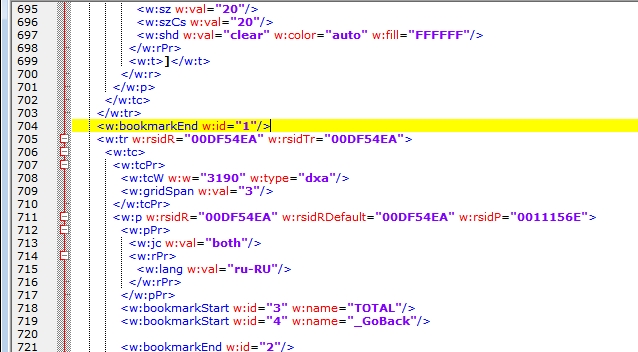 695 <w:sz w:val="20"/>
696 <w:szCs w:val="20"/>
697 <w:shd w:val="clear" w:color="auto" w:fill="FFFFFF"/>
698 </w:rPr>
699 <w:t>]</w:t>
700 </w:r>
701 </w:p>
702 </w:tc>
703 </w:tr>
704 <w:bookmarkEnd w:id="1"/>
705 <w:tr w:rsidR="00DF54EA" w:rsidTr="00DF54EA">
706 <w:tc>
707 <w:tcPr>
708 <w:tcW w:w="3190" w:type="dxa"/>
709 <w:gridSpan w:val="3"/>
710 </w:tcPr>
711 <w:p w:rsidR="00DF54EA" w:rsidRDefault="00DF54EA" w:rsidP="0011156E">
712 <w:pPr>
713 <w:jc w:val="both"/>
714 <w:rPr>
715 <w:lang w:val="ru-RU"/>
716 </w:rPr>
717 </w:pPr>
718 <w:bookmarkStart w:id="3" w:name="TOTAL"/>
719 <w:bookmarkStart w:id="4" w:name="_GoBack"/>
720
721 <w:bookmarkEnd w:id="2"/>